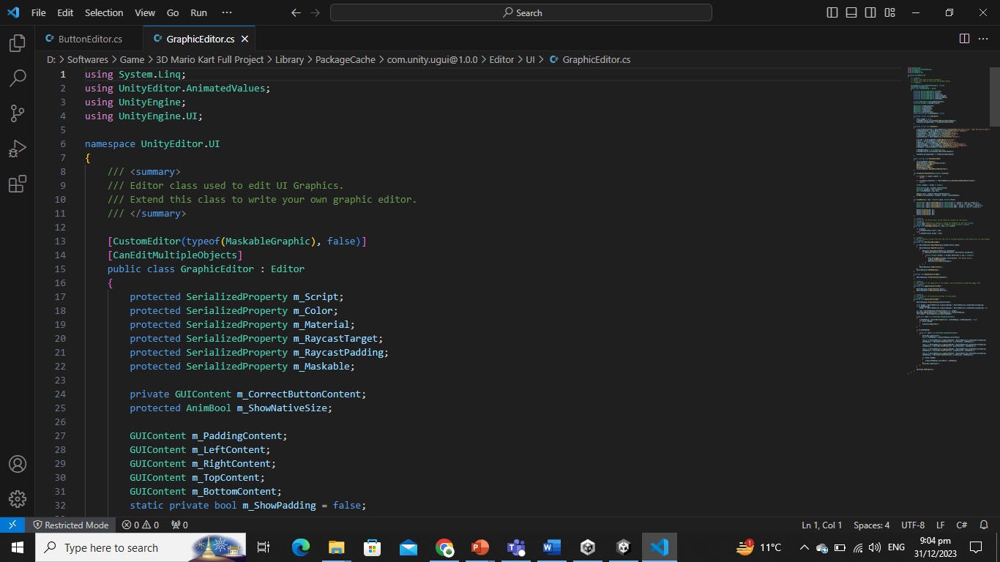 File Edit Selection View Go Run ··· Search
ButtonEditor.cs GraphicEditor.cs
D: > Softwares > Game > 3D Mario Kart Full Project > Library > PackageCache > com.unity.ugui@1.0.0 > Editor > UI > GraphicEditor.cs
1 using System.Linq;
2 using UnityEditor.AnimatedValues;
3 using UnityEngine;
4 using UnityEngine.UI;
5
6 namespace UnityEditor.UI
7 {
8 /// <summary>
9 /// Editor class used to edit UI Graphics.
10 /// Extend this class to write your own graphic editor.
11 /// </summary>
12
13 [CustomEditor(typeof(MaskableGraphic), false)]
14 [CanEditMultipleObjects]
15 public class GraphicEditor : Editor
16 {
17 protected SerializedProperty m_Script;
18 protected SerializedProperty m_Color;
19 protected SerializedProperty m_Material;
20 protected SerializedProperty m_RaycastTarget;
21 protected SerializedProperty m_RaycastPadding;
22 protected SerializedProperty m_Maskable;
23
24 private GUIContent m_CorrectButtonContent;
25 protected AnimBool m_ShowNativeSize;
26
27 GUIContent m_PaddingContent;
28 GUIContent m_LeftContent;
29 GUIContent m_RightContent;
30 GUIContent m_TopContent;
31 GUIContent m_BottomContent;
32 static private bool m_ShowPadding = false;
Restricted Mode 0 0 0 Ln 1, Col 1 Spaces: 4 UTF-8 LF C#
Type here to search 1 11°C ENG 9:04 pm
31/12/2023